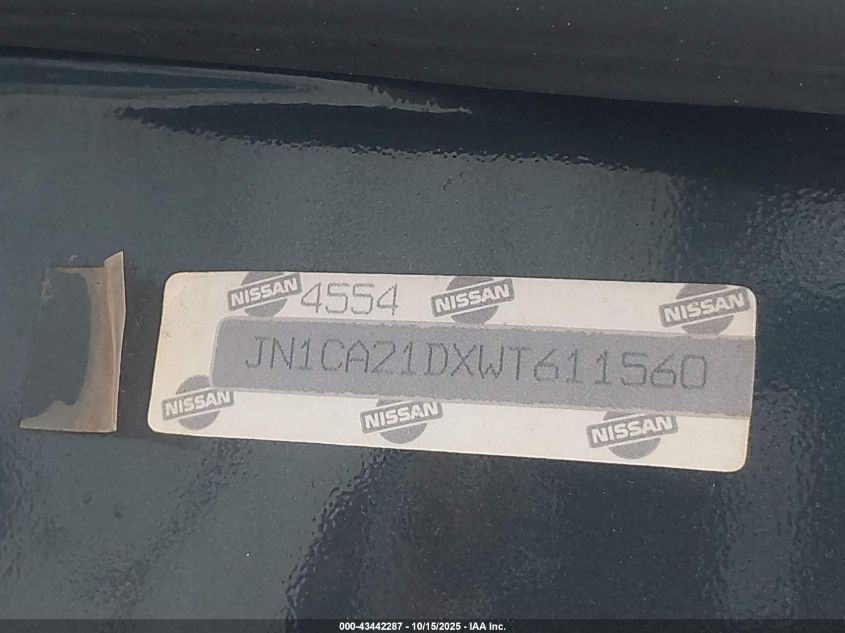 NISSAN 4554 NISSAN NISSAN
JN1CA21DXWT611560
NISSAN NISSAN NISSAN
000-43442287 - 10/15/2025 - IAA Inc.